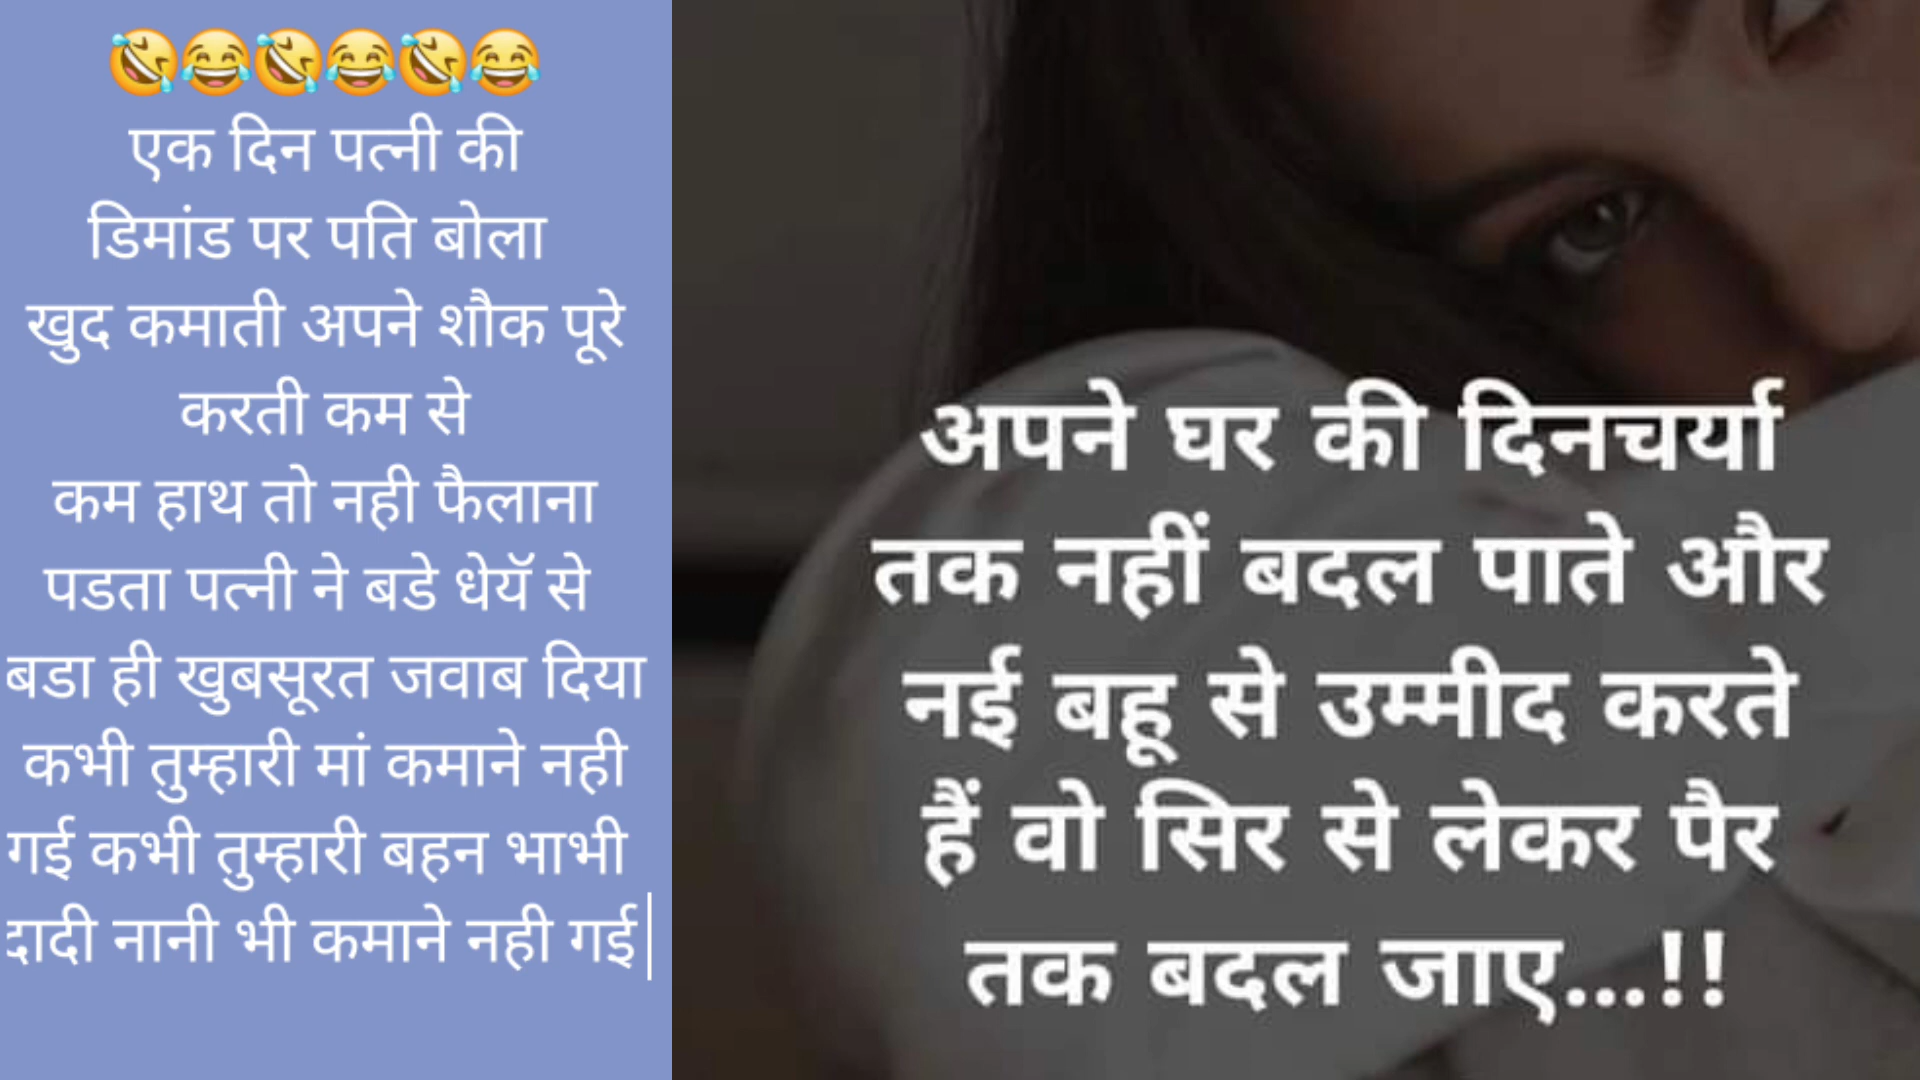 🤣😂🤣😂🤣😂
एक दिन पत्नी की
डिमांड पर पति बोला
खुद कमाती अपने शौक पूरे
करती कम से
कम हाथ तो नही फैलाना
पडता पत्नी ने बडे धेयॅ से
बडा ही खुबसूरत जवाब दिया
कभी तुम्हारी मां कमाने नही
गई कभी तुम्हारी बहन भाभी
दादी नानी भी कमाने नही गई
अपने घर की दिनचर्या
तक नहीं बदल पाते और
नई बहू से उम्मीद करते
हैं वो सिर से लेकर पैर
तक बदल जाए...!!